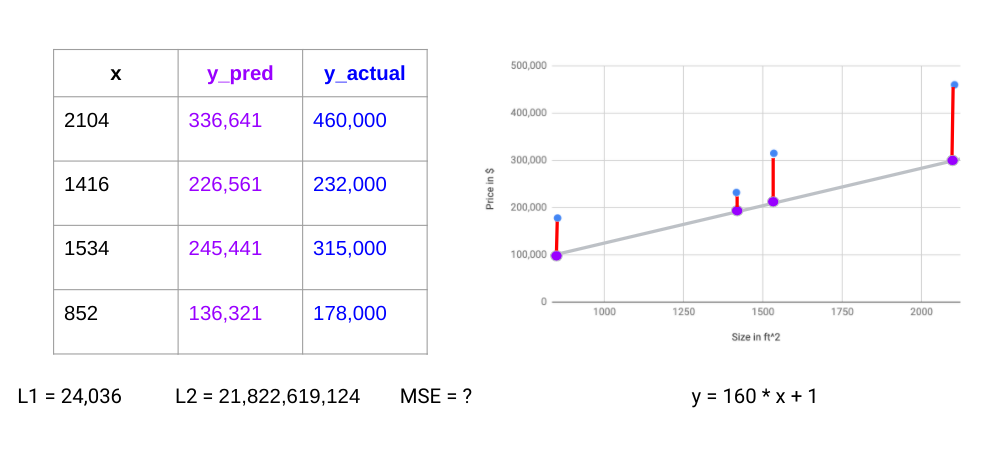 x y_pred y_actual
2104 336,641 460,000
1416 226,561 232,000
1534 245,441 315,000
852 136,321 178,000
500,000
400,000
300,000
200,000
100,000
0
Price in $
1000 1250 1500 1750 2000
Size in ft^2
L1 = 24,036 L2 = 21,822,619,124 MSE = ? y = 160 * x + 1